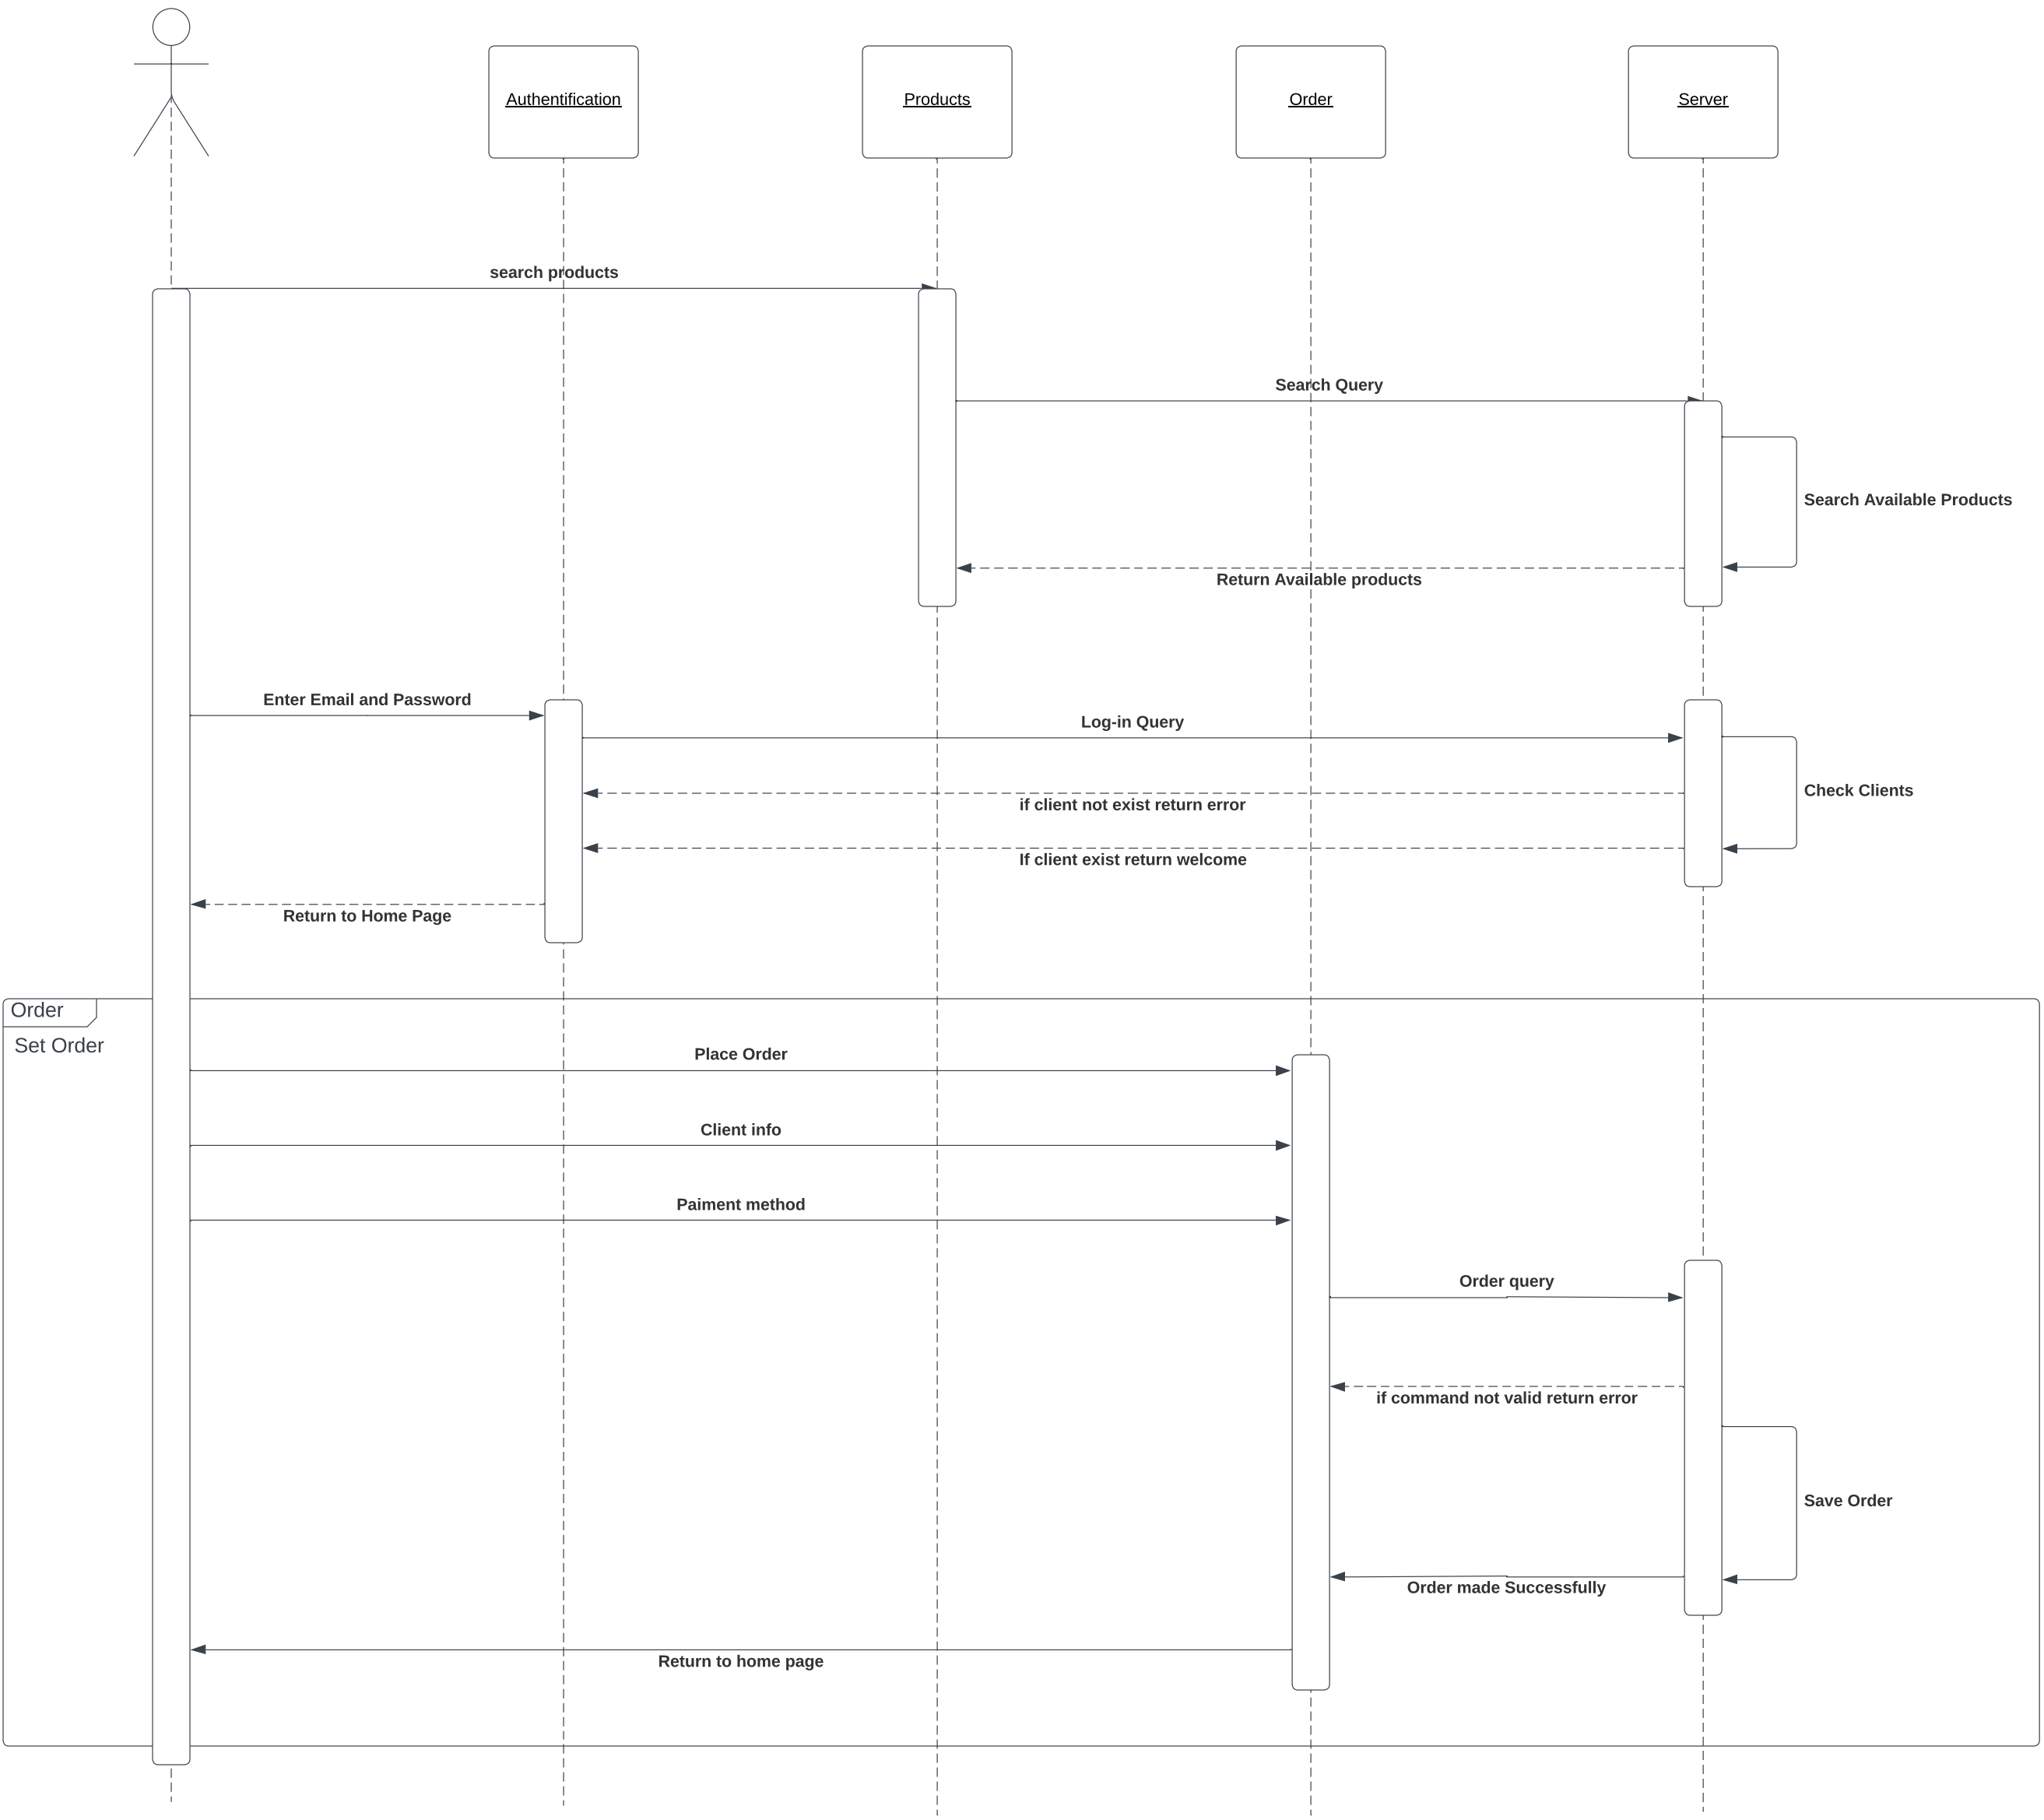 Authentification
Products
Order
Server
search products
Search Query
Search Available Products
Return Available products
Enter Email and Password
Log-in Query
Check Clients
if client not exist return error
If client exist return welcome
Return to Home Page
Order
Set Order
Place Order
Client info
Paiment method
Order query
if command not valid return error
Save Order
Order made Successfully
Return to home page